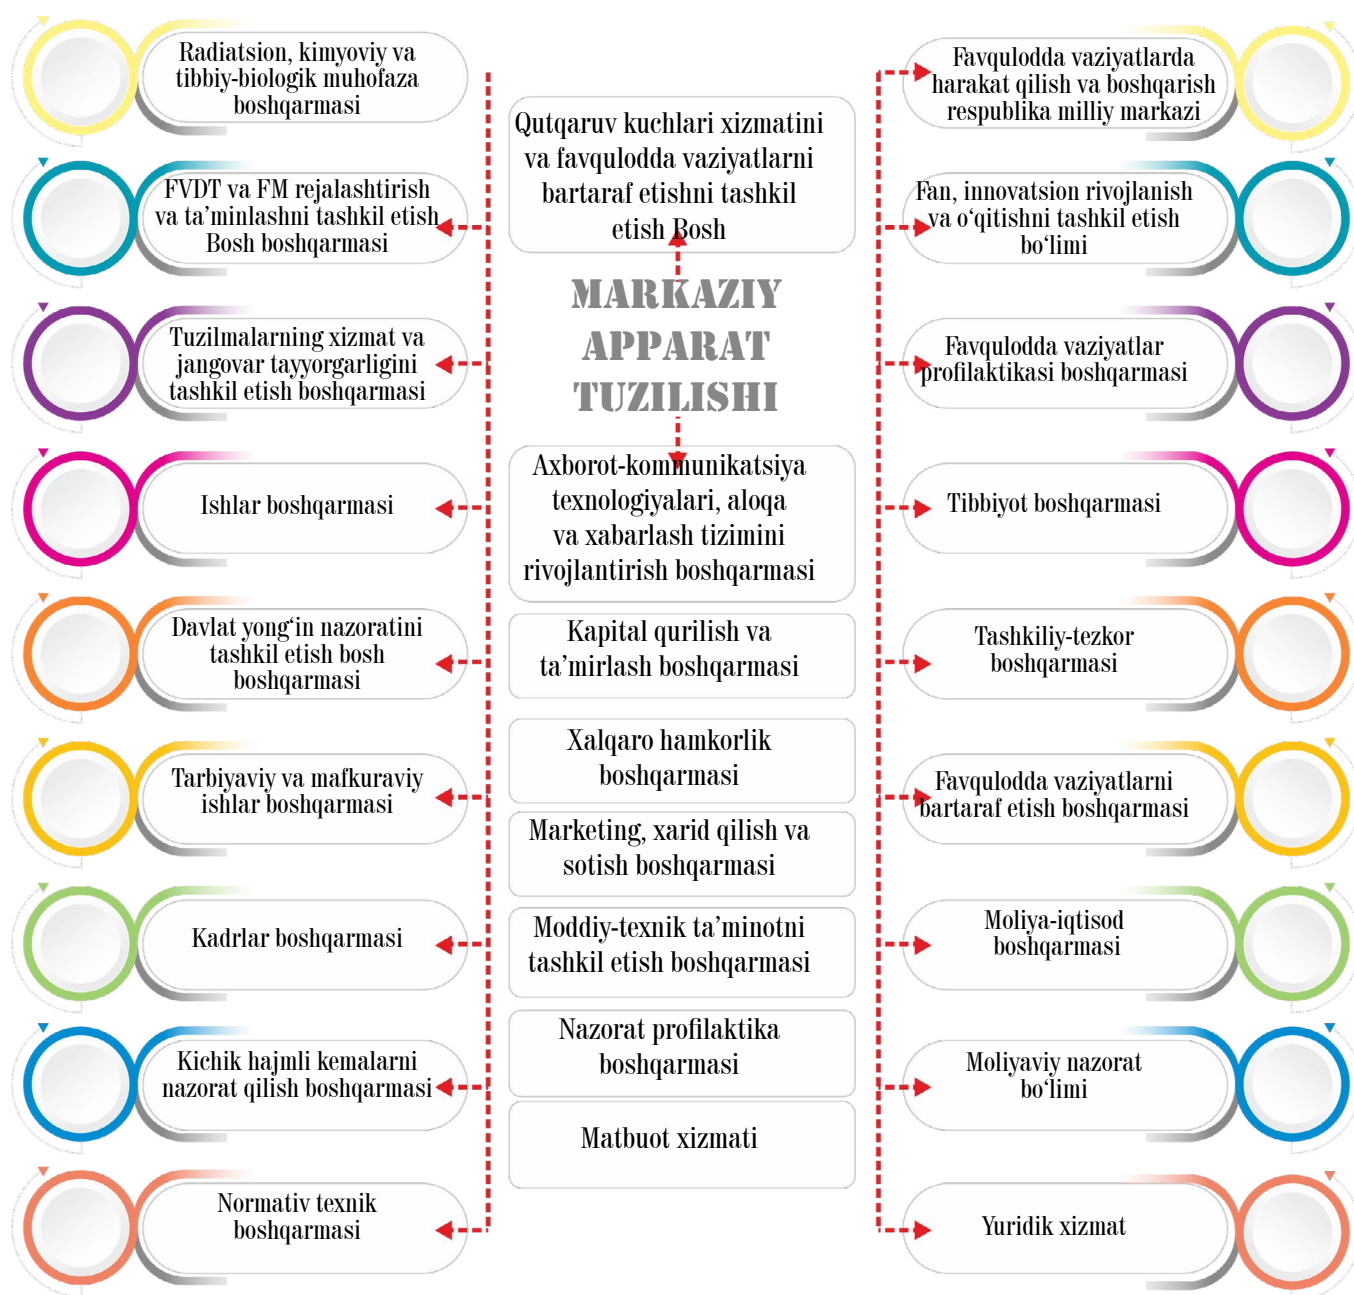 Radiatsion, kimyoviy va
tibbiy-biologik muhofaza
boshqarmasi
FVDT va FM rejalashtirish
va ta’minlashni tashkil etish
Bosh boshqarmasi
Tuzilmalarning xizmat va
jangovar tayyorgarligini
tashkil etish boshqarmasi
Ishlar boshqarmasi
Davlat yong‘in nazoratini
tashkil etish bosh
boshqarmasi
Tarbiyaviy va mafkuraviy
ishlar boshqarmasi
Kadrlar boshqarmasi
Kichik hajmli kemalarni
nazorat qilish boshqarmasi
Normativ texnik
boshqarmasi
Qutqaruv kuchlari xizmatini
va favqulodda vaziyatlarni
bartaraf etishni tashkil
etish Bosh
MARKAZIY
APPARAT
TUZILISHI
Axborot-kommunikatsiya
texnologiyalari, aloqa
va xabarlash tizimini
rivojlantirish boshqarmasi
Kapital qurilish va
ta’mirlash boshqarmasi
Xalqaro hamkorlik
boshqarmasi
Marketing, xarid qilish va
sotish boshqarmasi
Moddiy-texnik ta’minotni
tashkil etish boshqarmasi
Nazorat profilaktika
boshqarmasi
Matbuot xizmati
Favqulodda vaziyatlarda
harakat qilish va boshqarish
respublika milliy markazi
Fan, innovatsion rivojlanish
va o‘qitishni tashkil etish
bo‘limi
Favqulodda vaziyatlar
profilaktikasi boshqarmasi
Tibbiyot boshqarmasi
Tashkiliy-tezkor
boshqarmasi
Favqulodda vaziyatlarni
bartaraf etish boshqarmasi
Moliya-iqtisod
boshqarmasi
Moliyaviy nazorat
bo‘limi
Yuridik xizmat